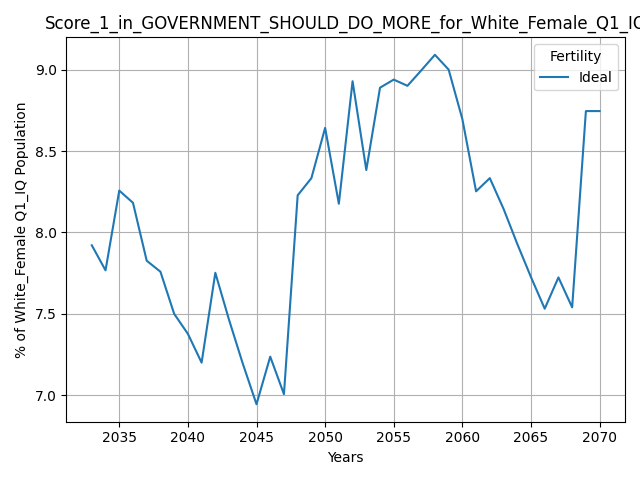 Score_1_in_GOVERNMENT_SHOULD_DO_MORE_for_White_Female_Q1_IQ
Fertility
Ideal
% of White_Female Q1_IQ Population
9.0
8.5
8.0
7.5
7.0
2035 2040 2045 2050 2055 2060 2065 2070
Years